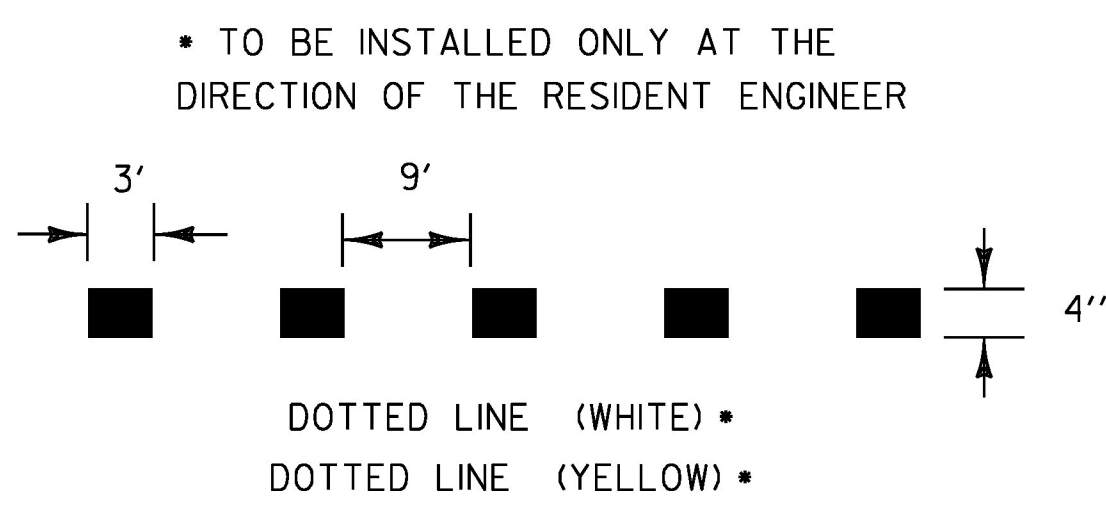 * TO BE INSTALLED ONLY AT THE
DIRECTION OF THE RESIDENT ENGINEER
3' 9'
4''
DOTTED LINE (WHITE) *
DOTTED LINE (YELLOW) *